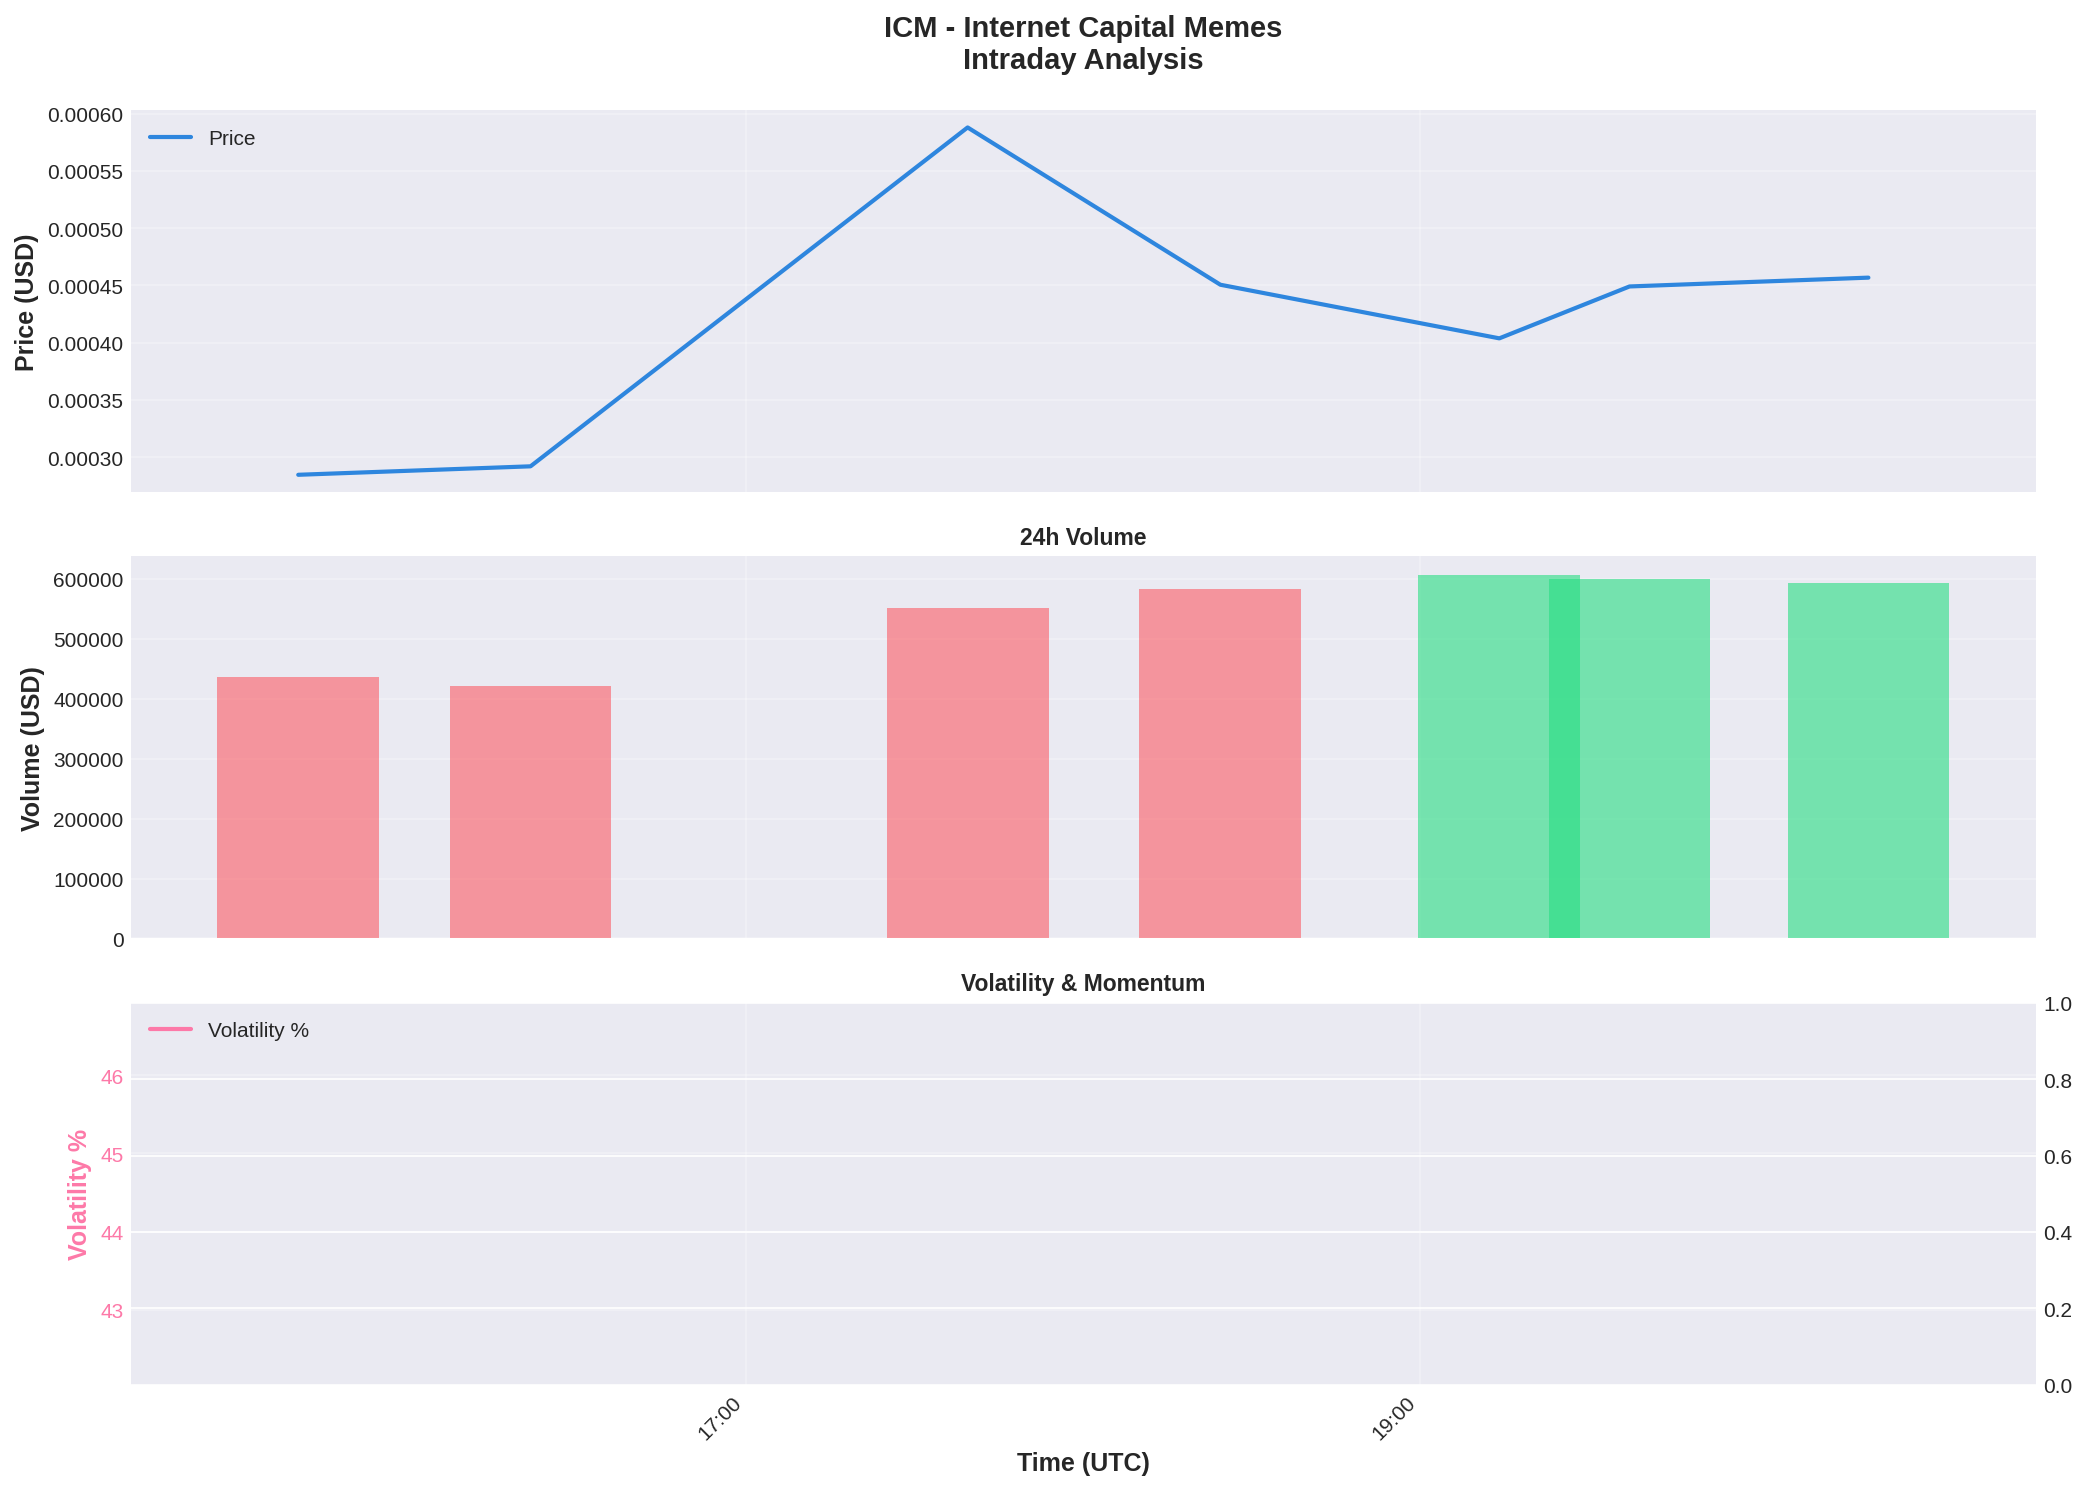 ICM - Internet Capital Memes
Intraday Analysis
Price
0.00060
0.00055
0.00050
0.00045
0.00040
0.00035
0.00030
Price (USD)
24h Volume
600000
500000
400000
300000
200000
100000
0
Volume (USD)
Volatility & Momentum
Volatility %
46
45
44
43
Volatility %
1.0
0.8
0.6
0.4
0.2
0.0
17:00
19:00
Time (UTC)